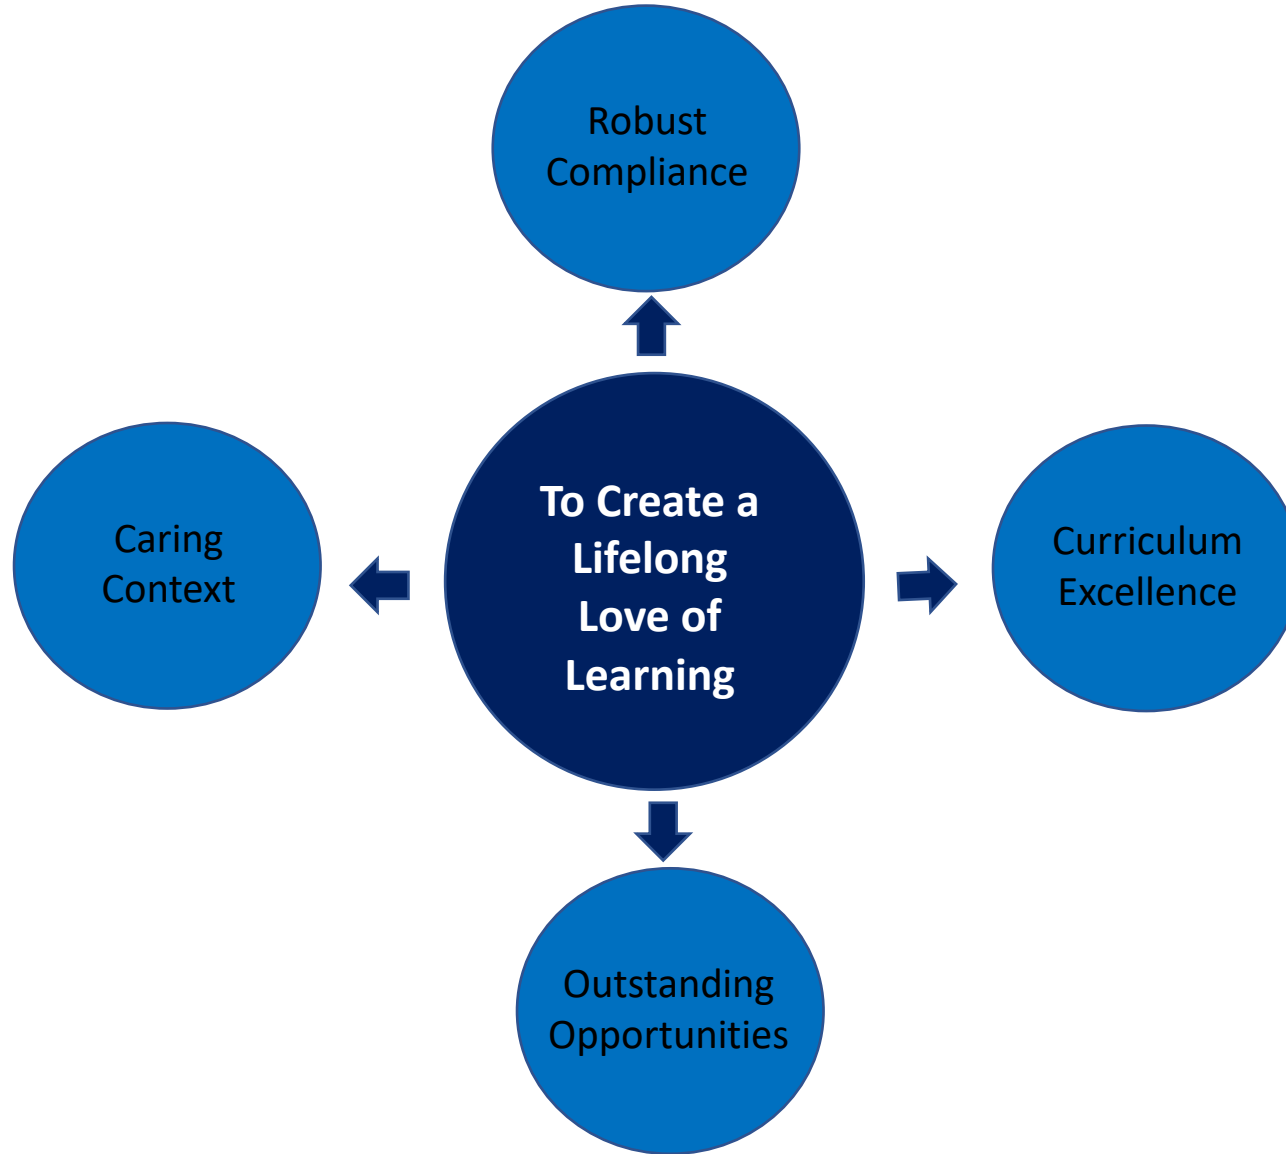 Robust
Compliance
To Create a
Lifelong
Love of
Learning
Caring
Context
Curriculum
Excellence
Outstanding
Opportunities